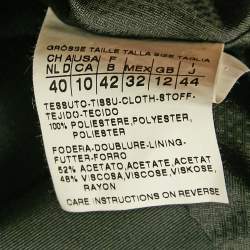 GRÖSSE TAILLE TALLA SIZE TAGLIA
CH A USA F I
NL D CA B MEX GB J
40 10 42 32 12 44
TESSUTO-TISSU-CLOTH-STOFF-
TEJIDO-TECIDO
100% POLIESTERE, POLYESTER,
POLIESTER
FODERA-DOUBLURE-LINING-
FUTTER-FORRO
52% ACETATO, ACETATE, ACETAT
48% VISCOSA, VISCOSE, VISKOSE,
RAYON
CARE INSTRUCTIONS ON REVERSE